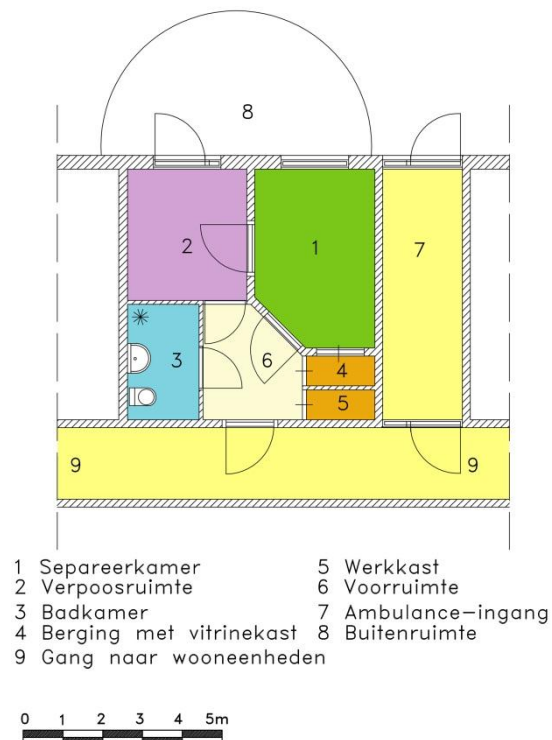 8
2
1
7
3
6
4
5
9
9
1 Separeerkamer
5 Werkkast
2 Verpoosruimte
6 Voorruimte
3 Badkamer
7 Ambulance-ingang
4 Berging met vitrinekast
8 Buitenruimte
9 Gang naar wooneenheden
0 1 2 3 4 5m